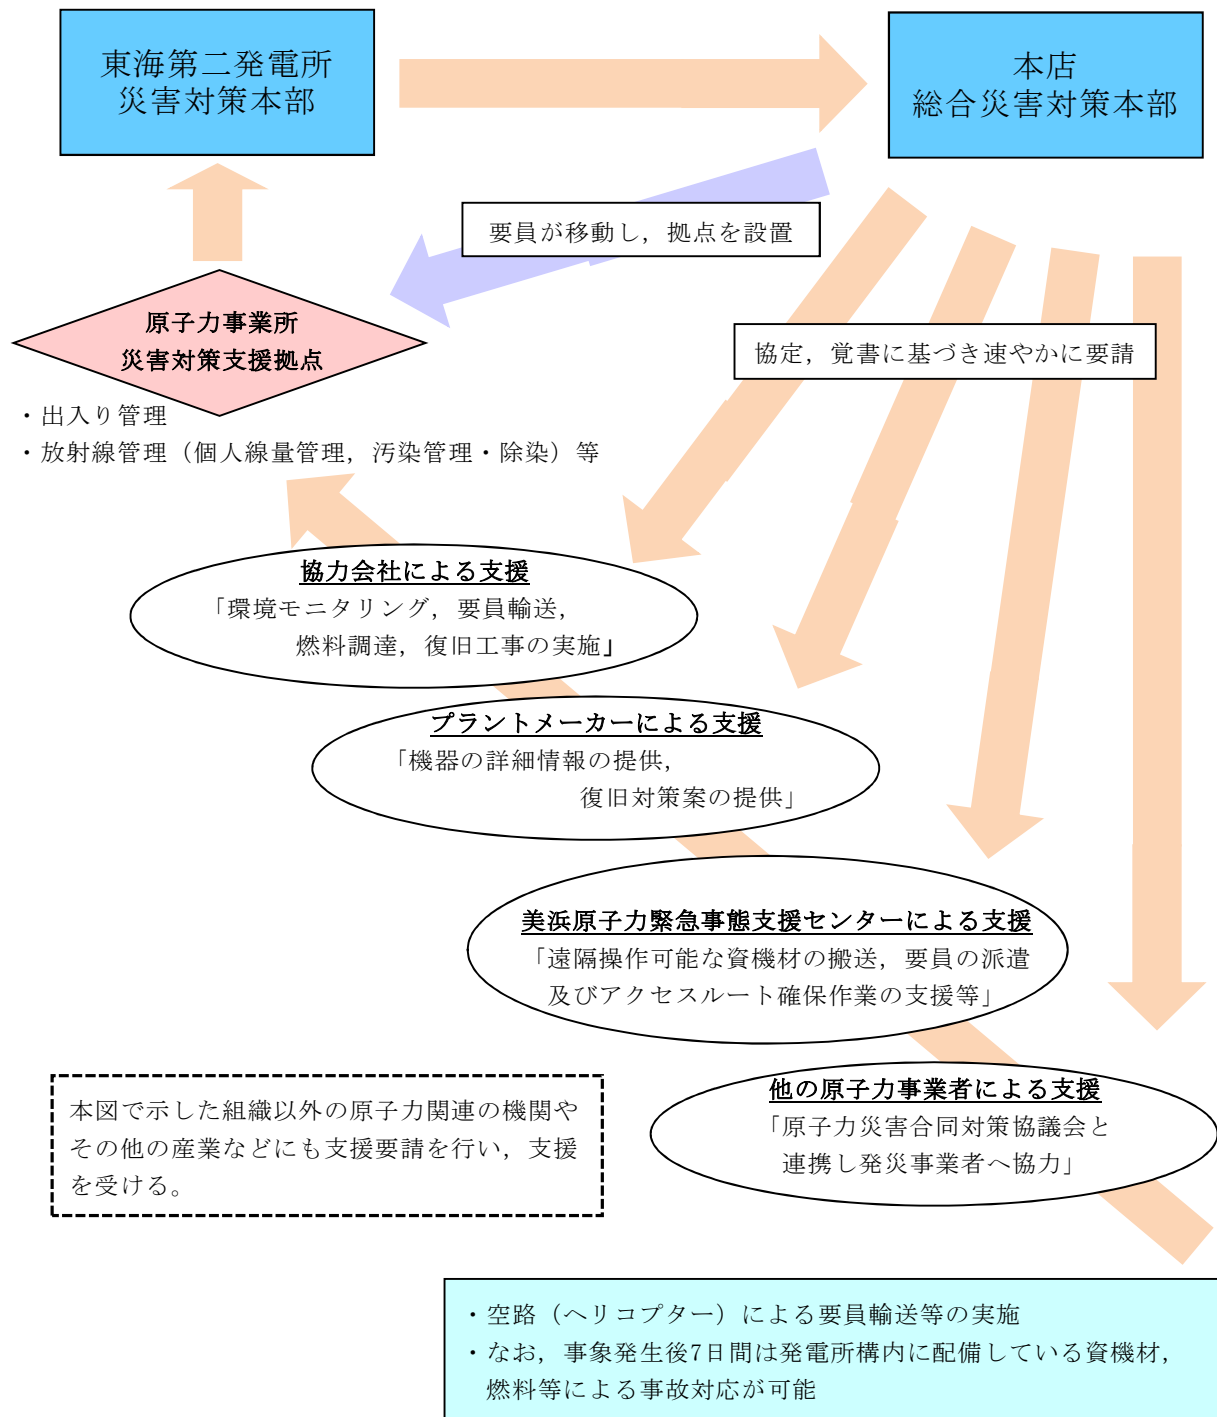 東海第二発電所
災害対策本部
本店
総合災害対策本部
要員が移動し，拠点を設置
原子力事業所
災害対策支援拠点
協定，覚書に基づき速やかに要請
・出入り管理
・放射線管理（個人線量管理，汚染管理・除染）等
協力会社による支援
「環境モニタリング，要員輸送，
燃料調達，復旧工事の実施」
プラントメーカーによる支援
「機器の詳細情報の提供，
復旧対策案の提供」
美浜原子力緊急事態支援センターによる支援
「遠隔操作可能な資機材の搬送，要員の派遣
及びアクセスルート確保作業の支援等」
他の原子力事業者による支援
「原子力災害合同対策協議会と
連携し発災事業者へ協力」
本図で示した組織以外の原子力関連の機関や
その他の産業などにも支援要請を行い，支援
を受ける。
・空路（ヘリコプター）による要員輸送等の実施
・なお，事象発生後7日間は発電所構内に配備している資機材，
燃料等による事故対応が可能